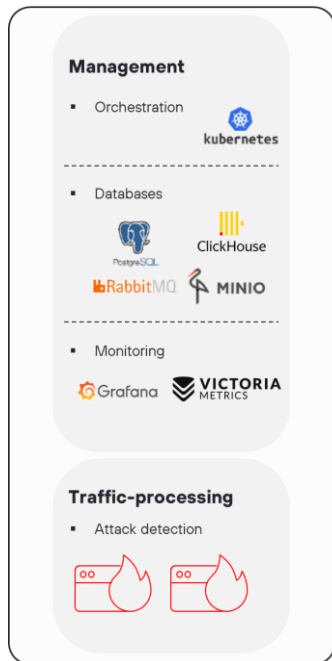 Management
▪ Orchestration
kubernetes
▪ Databases
PostgreSQL
ClickHouse
RabbitMQ
MINIO
▪ Monitoring
Grafana
VICTORIA
METRICS
Traffic-processing
▪ Attack detection